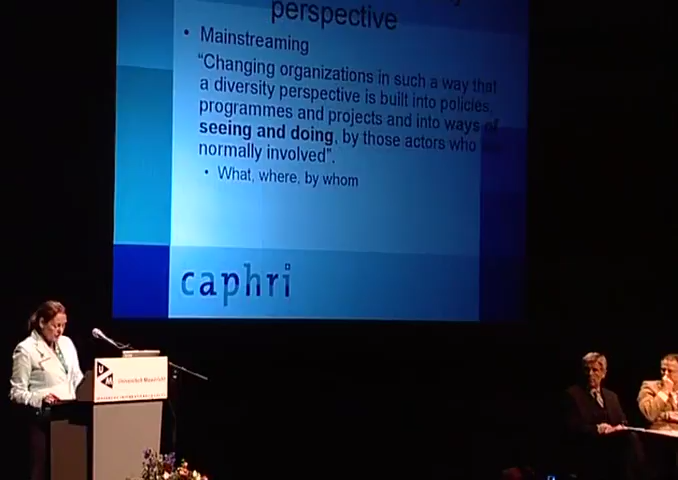 perspective
• Mainstreaming
"Changing organizations in such a way that
a diversity perspective is built into policies,
programmes and projects and into ways of
seeing and doing, by those actors who
normally involved".
• What, where, by whom
caphri
UM
Universiteit Maastricht